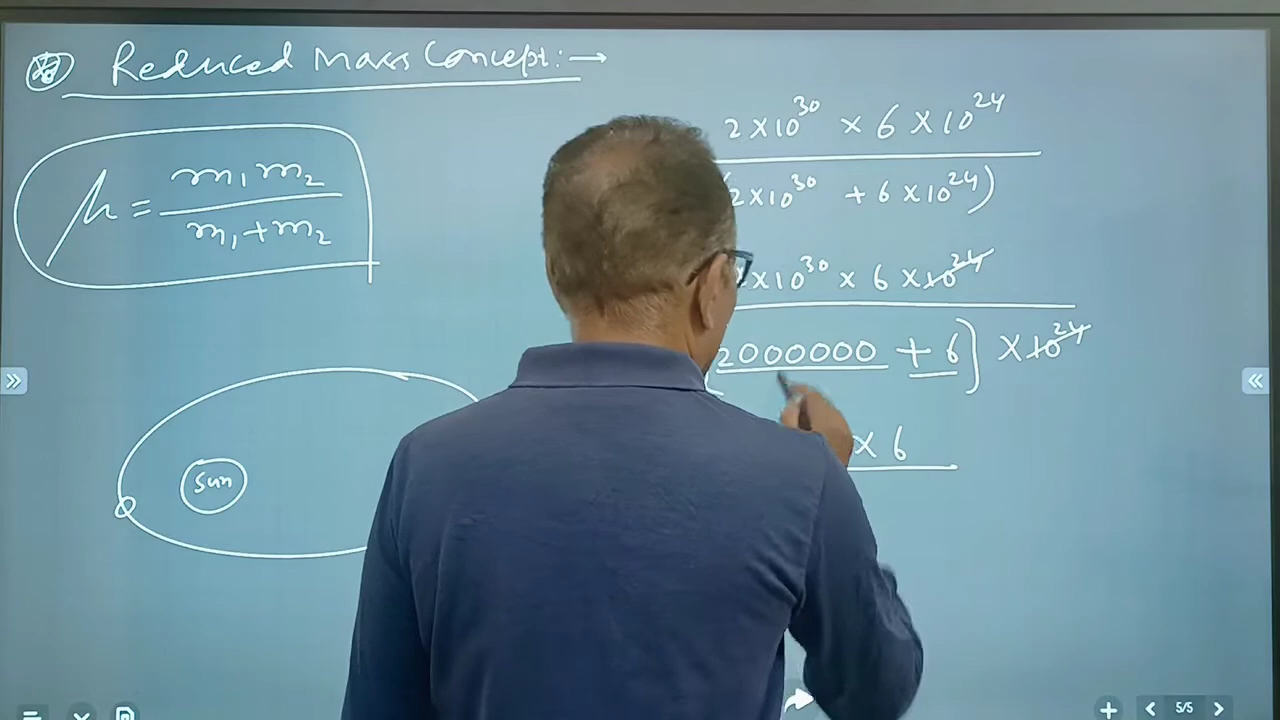 Reduced Mass Concept:→
μ = m₁m₂
m₁+m₂
2×10³⁰ × 6×10²⁴
2×10³⁰ + 6×10²⁴)
×10³⁰ × 6×10²⁴
2000000 + 6] ×10²⁴
× 6
Sun
5/5